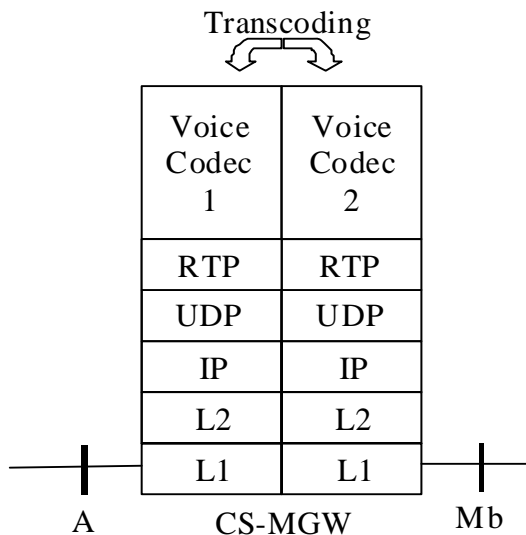 Transcoding
Voice Codec 1
Voice Codec 2
RTP RTP
UDP UDP
IP IP
L2 L2
L1 L1
A CS-MGW Mb